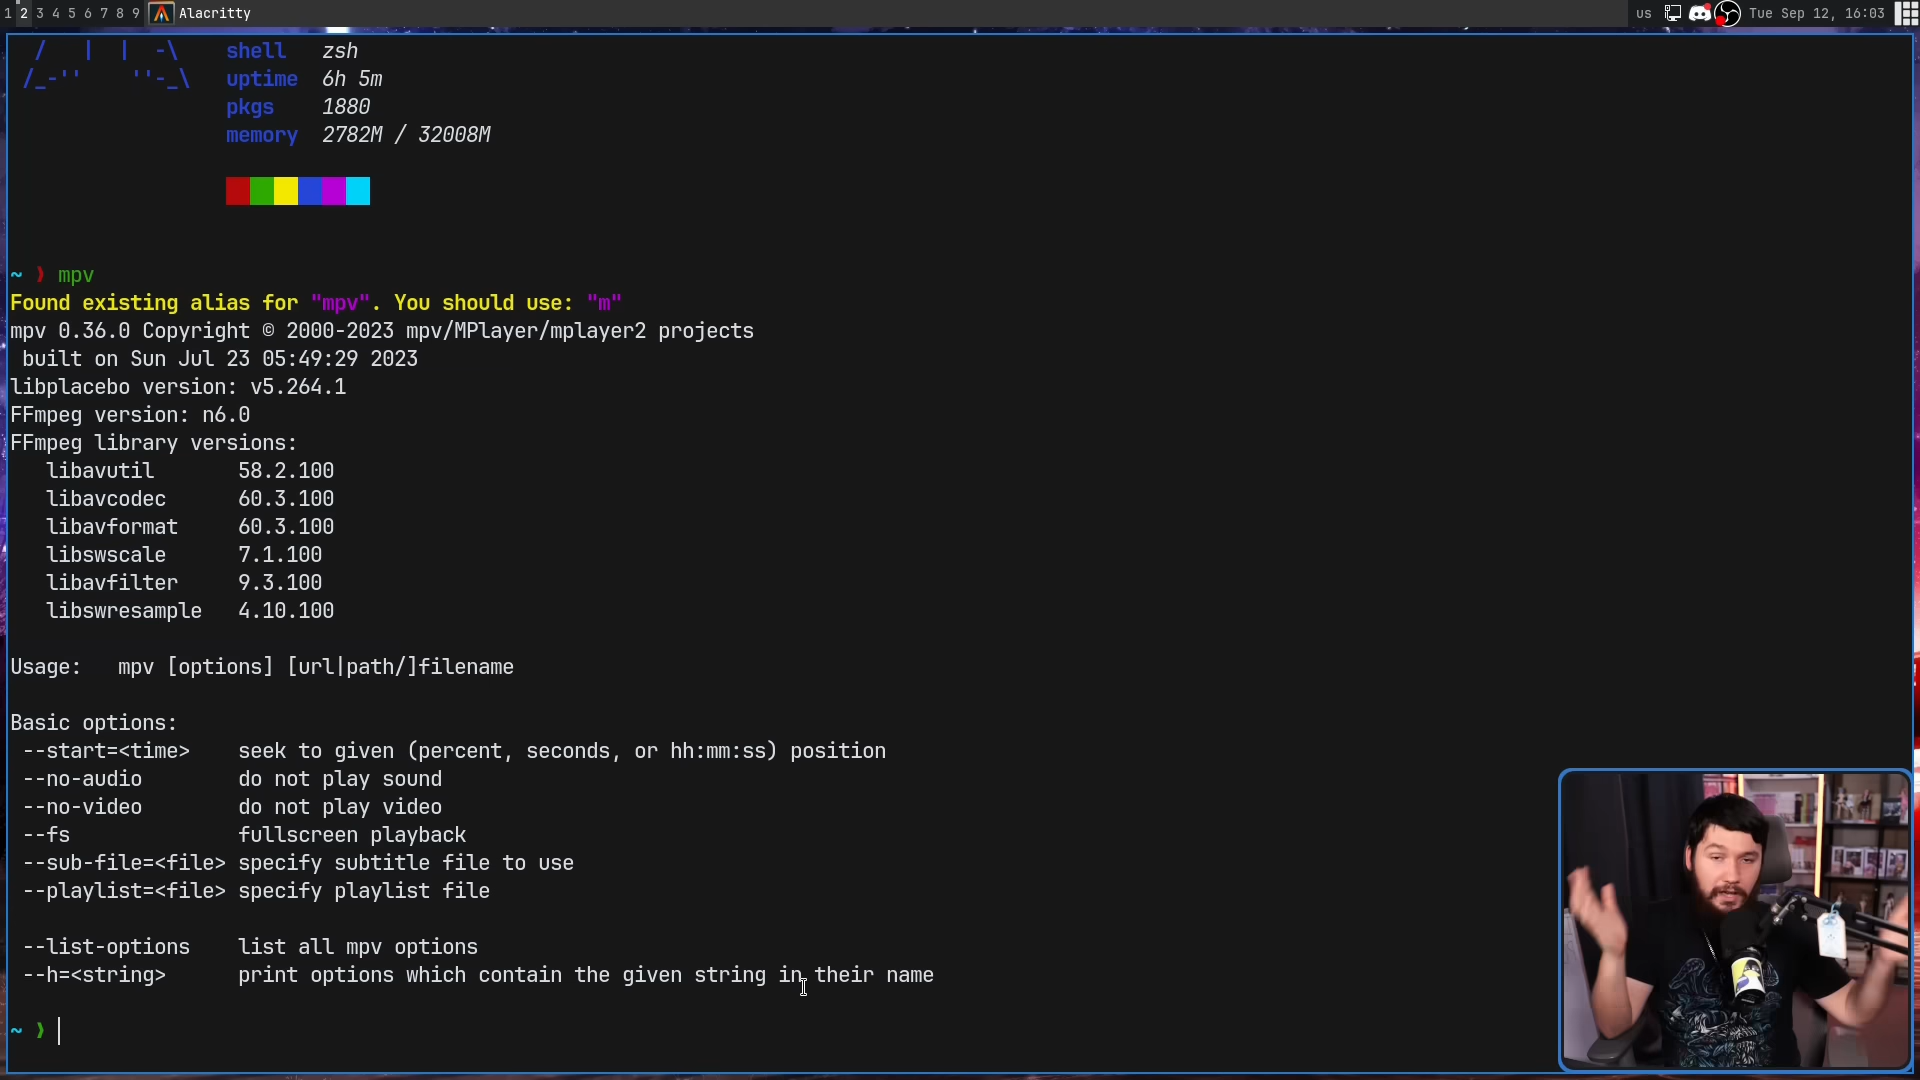 1 2 3 4 5 6 7 8 9 Alacritty us Tue Sep 12, 16:03
/ | | -\ shell zsh
/_-'' ''-_\ uptime 6h 5m
pkgs 1880
memory 2782M / 32008M
~ ❫ mpv
Found existing alias for "mpv". You should use: "m"
mpv 0.36.0 Copyright © 2000-2023 mpv/MPlayer/mplayer2 projects
built on Sun Jul 23 05:49:29 2023
libplacebo version: v5.264.1
FFmpeg version: n6.0
FFmpeg library versions:
libavutil 58.2.100
libavcodec 60.3.100
libavformat 60.3.100
libswscale 7.1.100
libavfilter 9.3.100
libswresample 4.10.100
Usage: mpv [options] [url|path/]filename
Basic options:
--start=<time> seek to given (percent, seconds, or hh:mm:ss) position
--no-audio do not play sound
--no-video do not play video
--fs fullscreen playback
--sub-file=<file> specify subtitle file to use
--playlist=<file> specify playlist file
--list-options list all mpv options
--h=<string> print options which contain the given string in their name
~ ❫